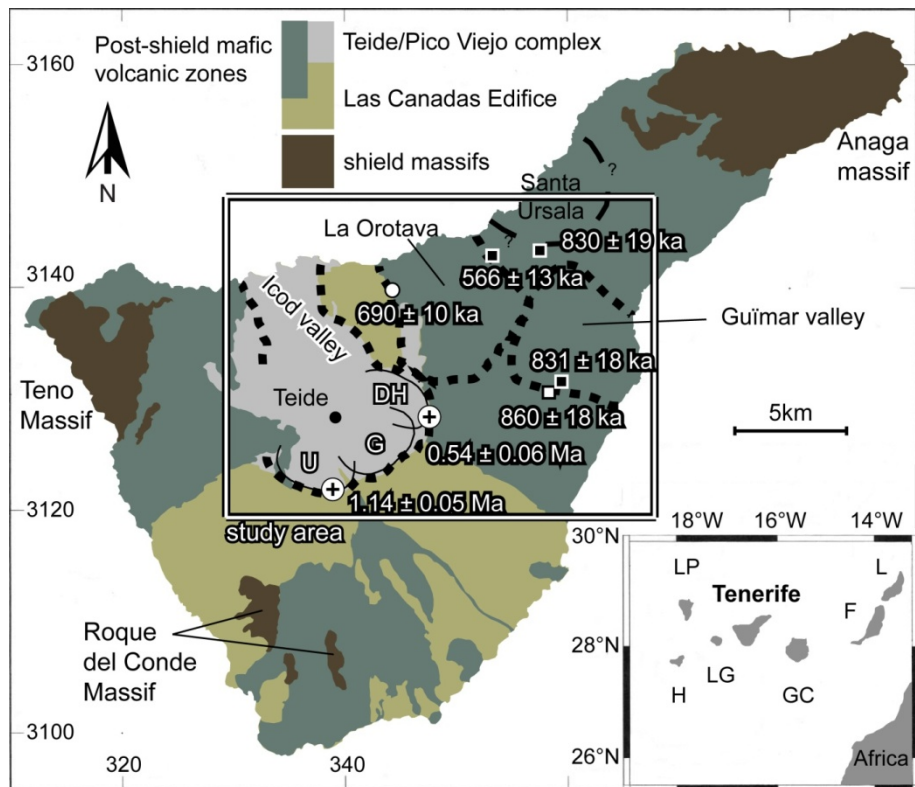 3160
Post-shield mafic
volcanic zones
Teide/Pico Viejo complex
Las Canadas Edifice
shield massifs
N
Anaga
massif
?
Santa
Ursala
La Orotava
?
830 ± 19 ka
566 ± 13 ka
3140
Icod valley
690 ± 10 ka
Guïmar valley
831 ± 18 ka
Teno
Massif
Teide
DH
860 ± 18 ka
5km
G
U
0.54 ± 0.06 Ma
1.14 ± 0.05 Ma
3120
study area
30°N
18°W
16°W
14°W
LP
Tenerife
L
F
28°N
LG
H
GC
Roque
del Conde
Massif
3100
320
340
26°N
Africa